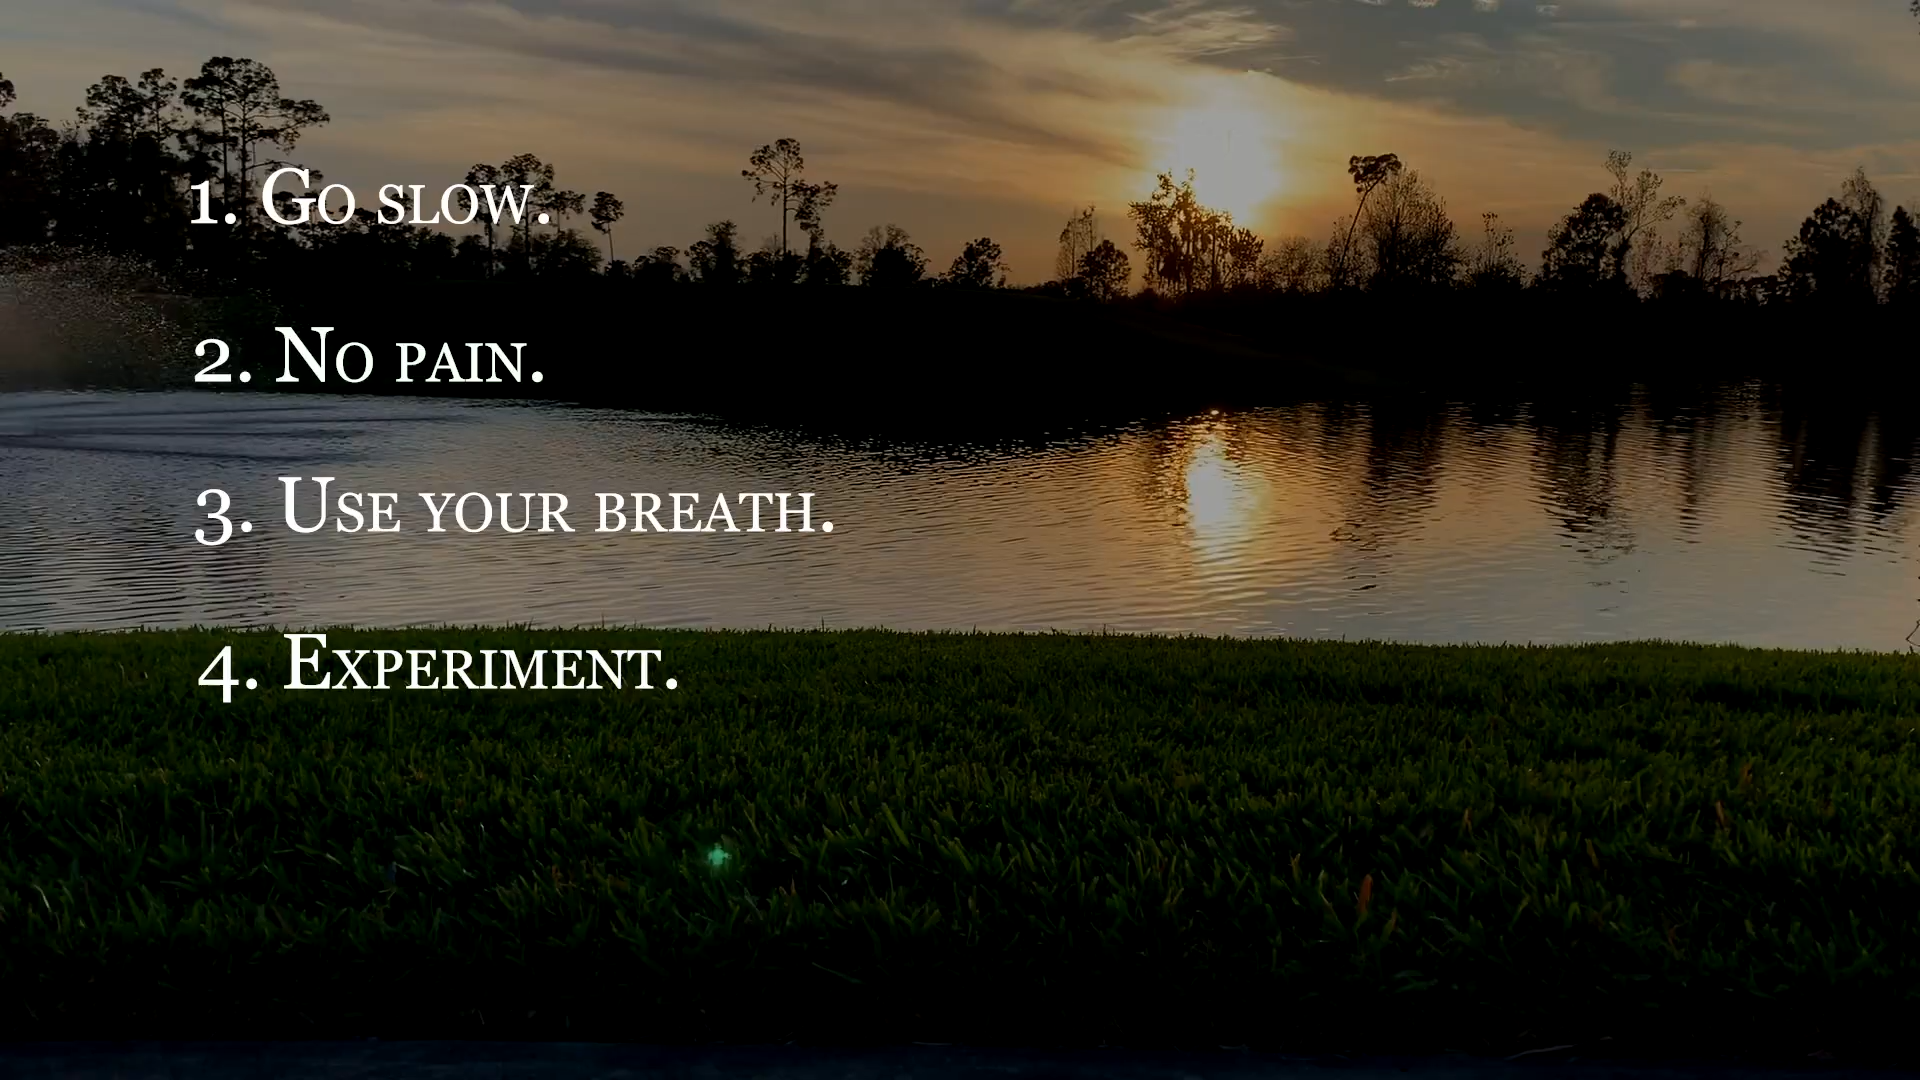 1. Go slow.
2. No pain.
3. Use your breath.
4. Experiment.